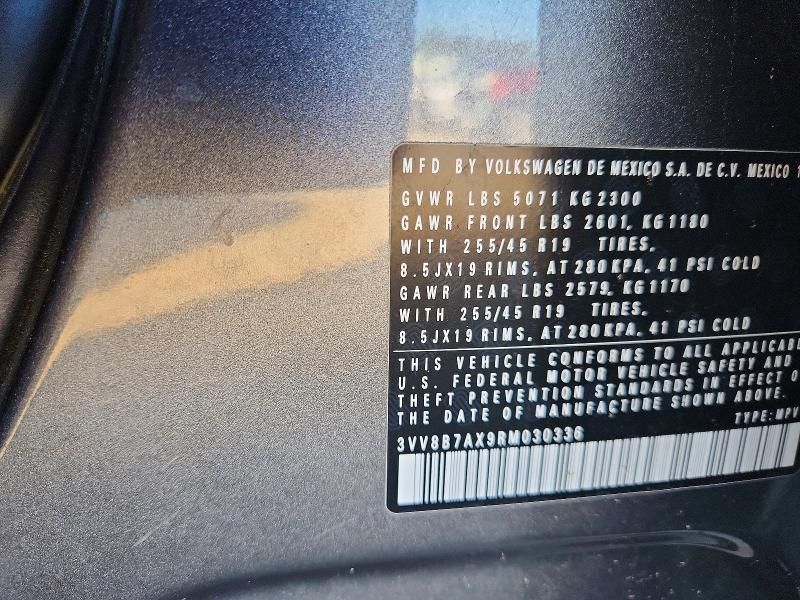 MFD BY VOLKSWAGEN DE MEXICO S.A. DE C.V. MEXICO 1
GVWR LBS 5071 KG 2300
GAWR FRONT LBS 2601, KG 1180
WITH 255/45 R19 TIRES,
8.5JX19 RIMS, AT 280 KPA, 41 PSI COLD
GAWR REAR LBS 2579, KG 1170
WITH 255/45 R19 TIRES,
8.5JX19 RIMS, AT 280 KPA, 41 PSI COLD
THIS VEHICLE CONFORMS TO ALL APPLICABL
U.S. FEDERAL MOTOR VEHICLE SAFETY AND
THEFT PREVENTION STANDARDS IN EFFECT O
THE DATE OF MANUFACTURE SHOWN ABOVE.
TYPE: MPV
3VV8B7AX9RM030336